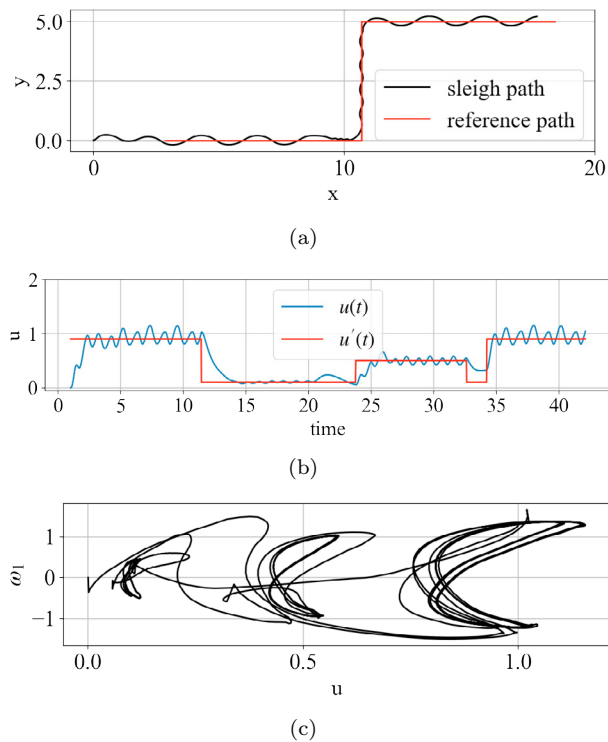 5.0
2.5
0.0
y
sleigh path
reference path
0
10
20
x
(a)
2
1
0
u
u(t)
u′(t)
0
5
10
15
20
25
30
35
40
time
(b)
1
0
−1
ω₁
0.0
0.5
1.0
u
(c)